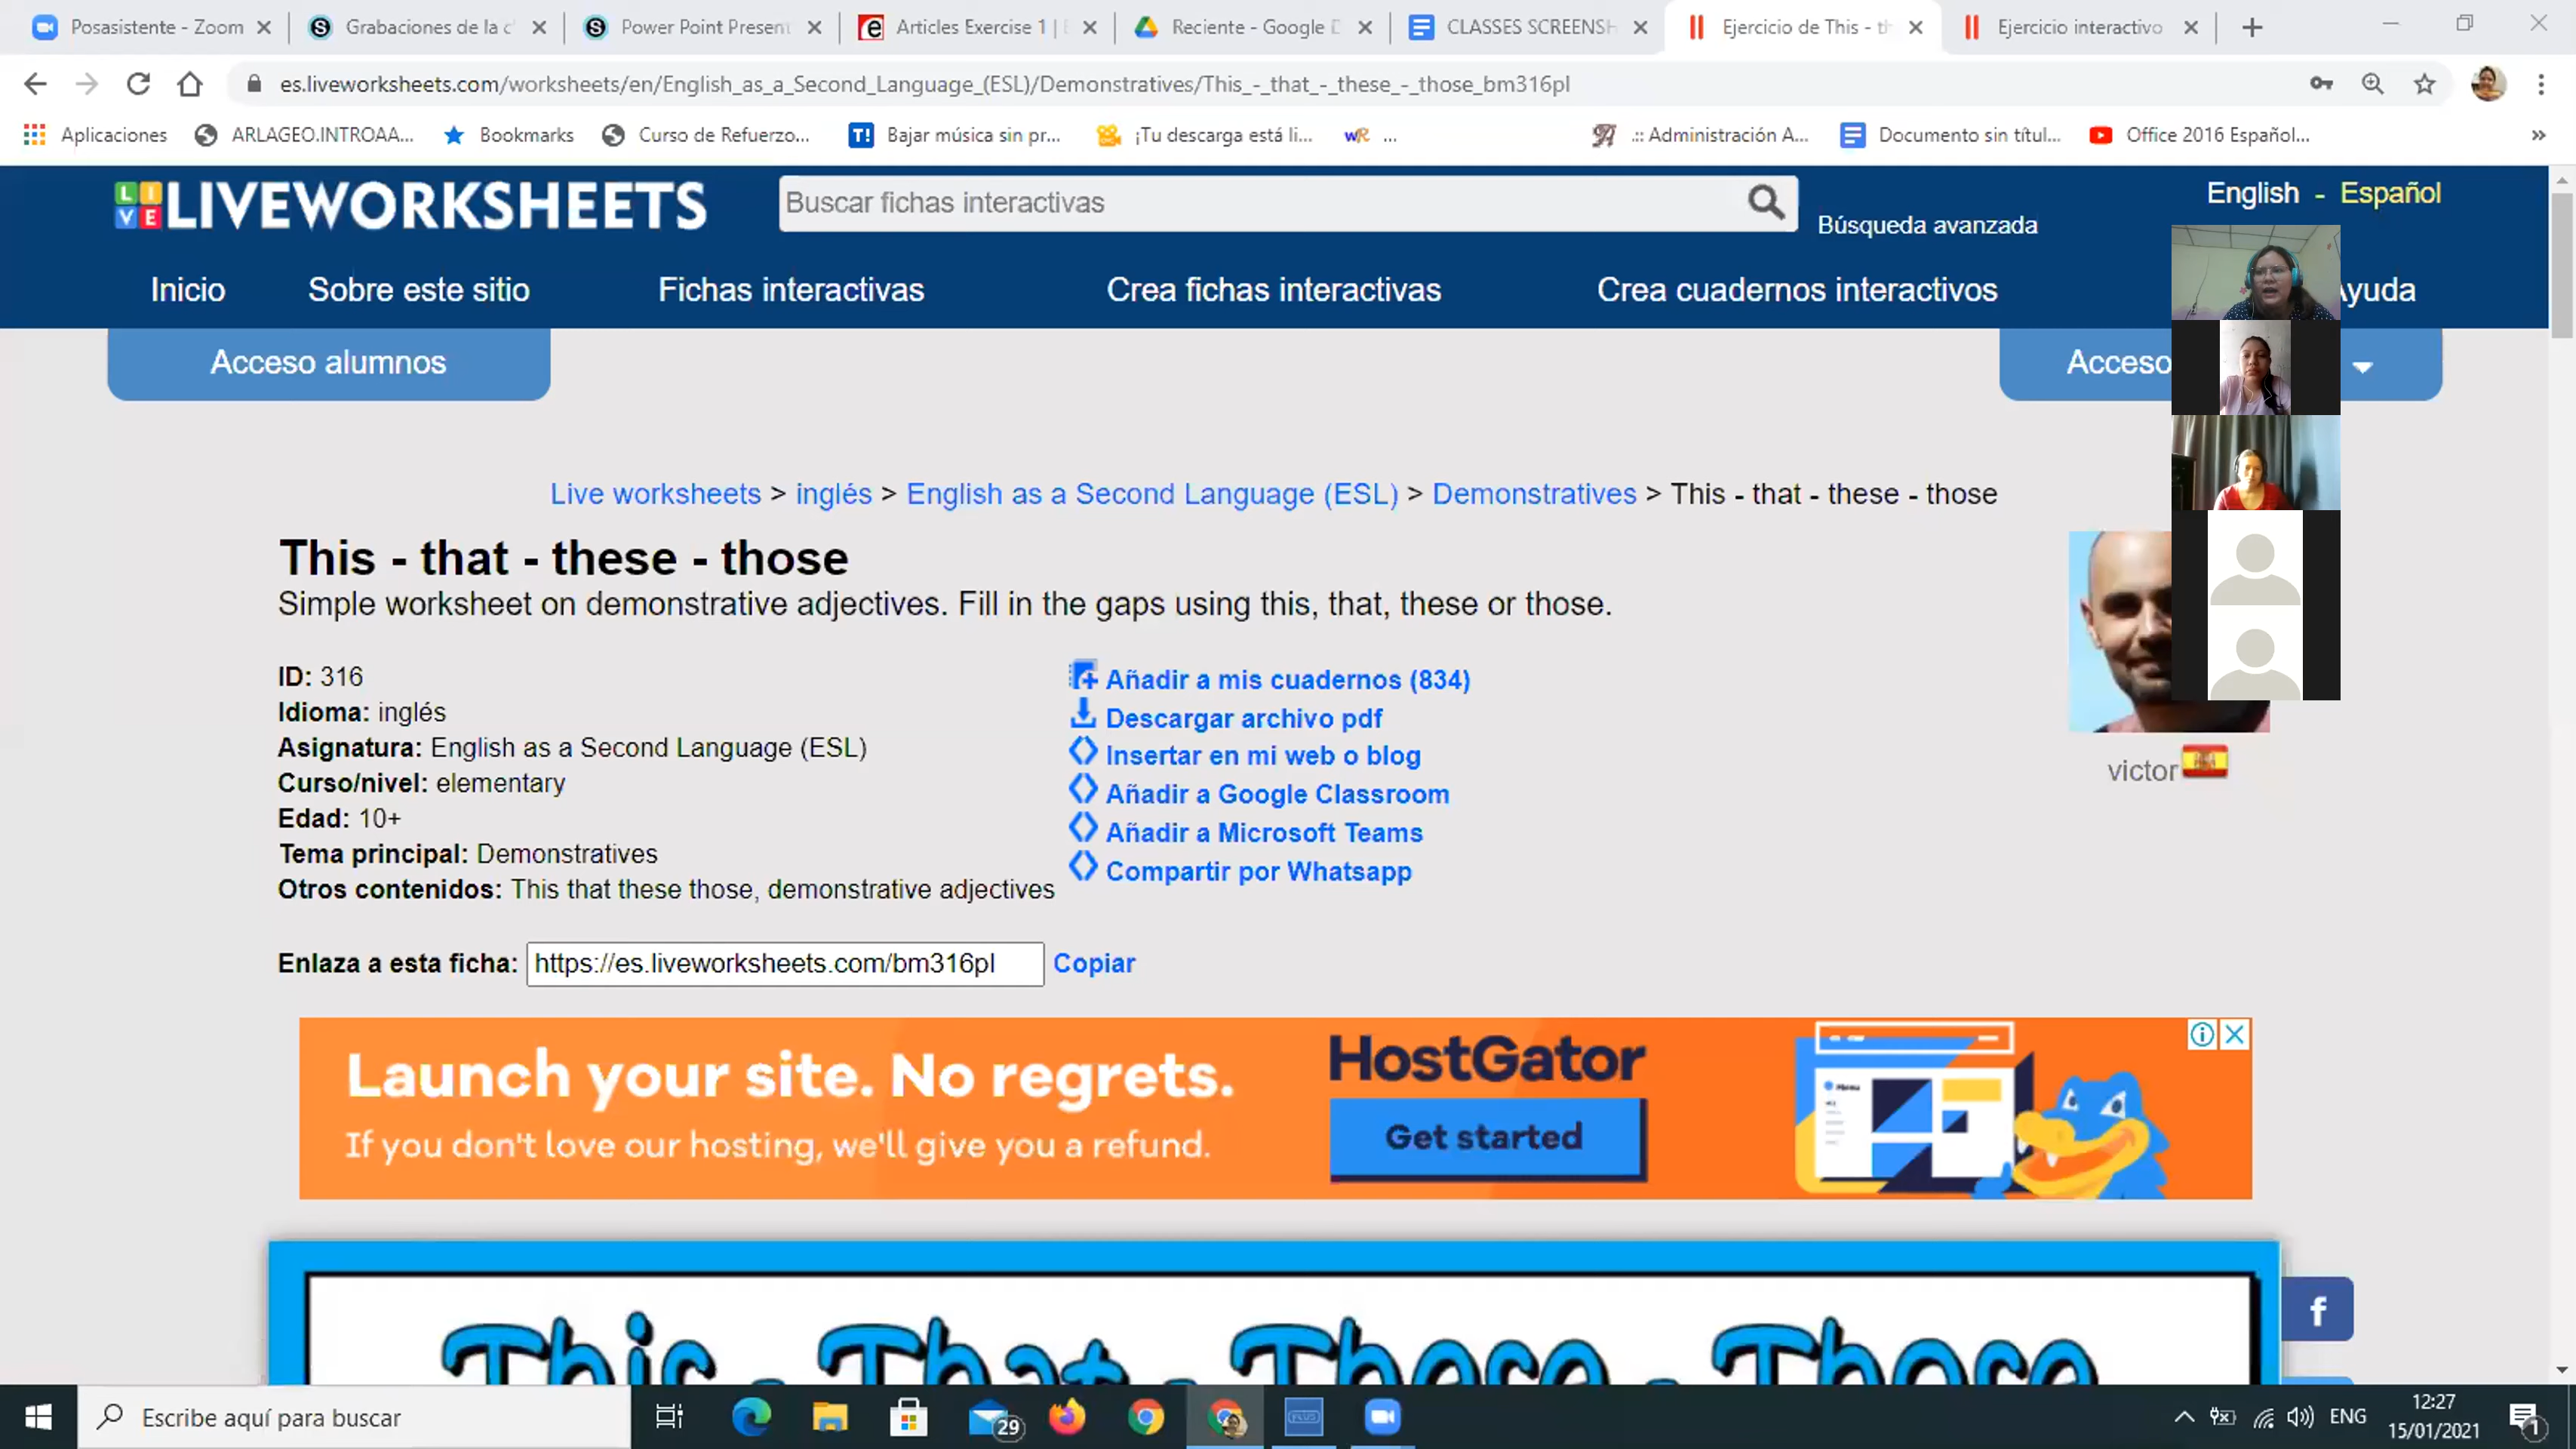 Posasistente - Zoom
Grabaciones de la c
Power Point Present
Articles Exercise 1 |
Reciente - Google D
CLASSES SCREENSH
Ejercicio de This - th
Ejercicio interactivo
es.liveworksheets.com/worksheets/en/English_as_a_Second_Language_(ESL)/Demonstratives/This_-_that_-_these_-_those_bm316pl
Aplicaciones
ARLAGEO.INTROAA...
Bookmarks
Curso de Refuerzo...
Bajar música sin pr...
¡Tu descarga está li...
wR ...
.:: Administración A...
Documento sin títul...
Office 2016 Español...
»
LIVEWORKSHEETS
Buscar fichas interactivas
Búsqueda avanzada
English - Español
Inicio
Sobre este sitio
Fichas interactivas
Crea fichas interactivas
Crea cuadernos interactivos
yuda
Acceso alumnos
Acceso
Live worksheets > inglés > English as a Second Language (ESL) > Demonstratives > This - that - these - those
This - that - these - those
Simple worksheet on demonstrative adjectives. Fill in the gaps using this, that, these or those.
ID: 316
Idioma: inglés
Asignatura: English as a Second Language (ESL)
Curso/nivel: elementary
Edad: 10+
Tema principal: Demonstratives
Otros contenidos: This that these those, demonstrative adjectives
Añadir a mis cuadernos (834)
Descargar archivo pdf
Insertar en mi web o blog
Añadir a Google Classroom
Añadir a Microsoft Teams
Compartir por Whatsapp
victor
Enlaza a esta ficha: https://es.liveworksheets.com/bm316pl Copiar
Launch your site. No regrets.
If you don't love our hosting, we'll give you a refund.
HostGator
Get started
This - That - These - Those
f
Escribe aquí para buscar
29
ENG
12:27
15/01/2021
1